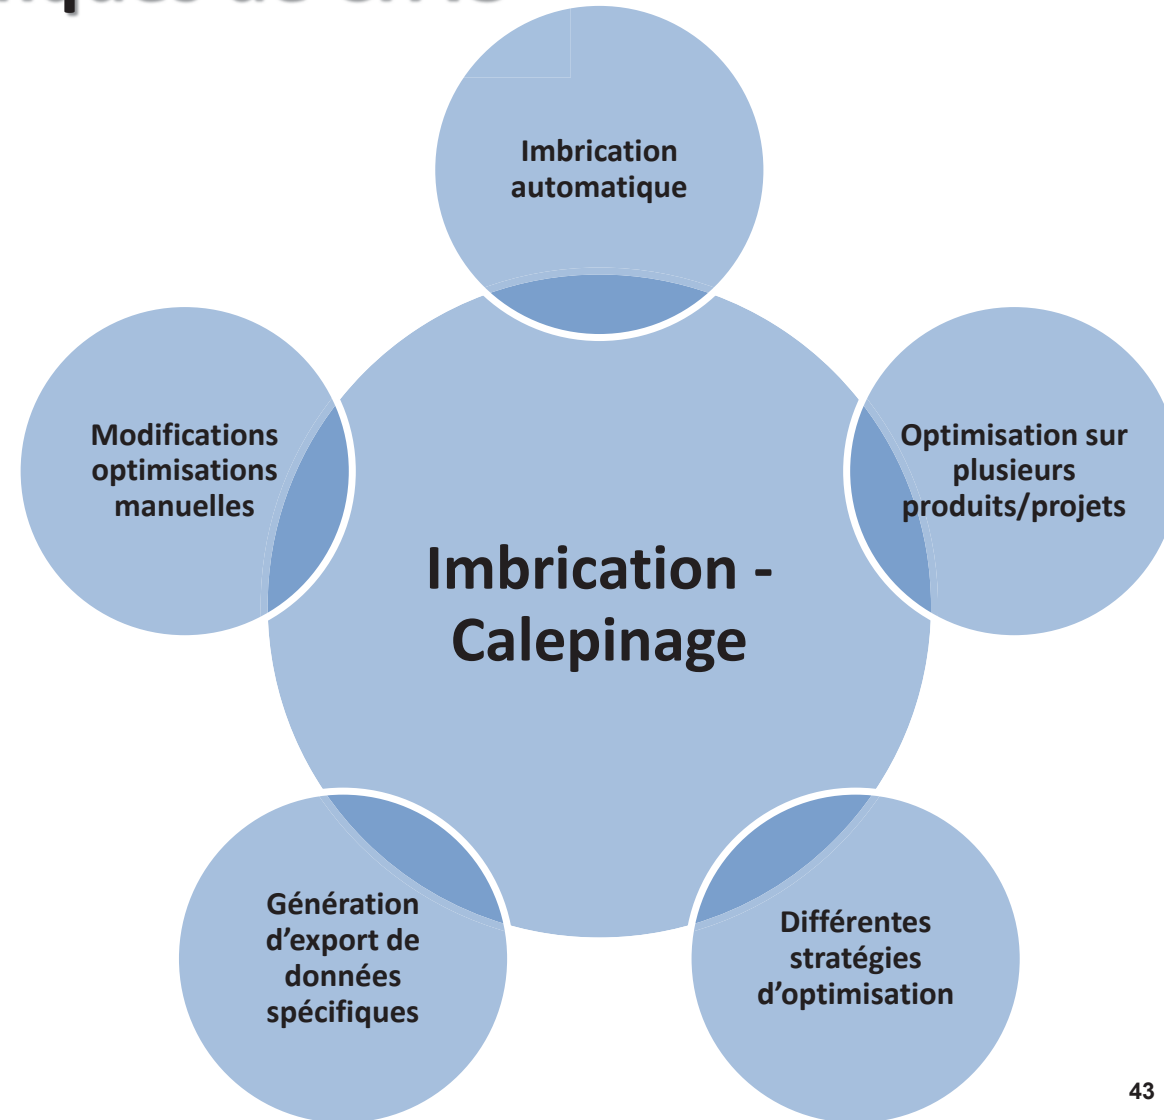 Imbrication
automatique
Modifications
optimisations
manuelles
Optimisation sur
plusieurs
produits/projets
Imbrication -
Calepinage
Génération
d’export de
données
spécifiques
Différentes
stratégies
d’optimisation
43